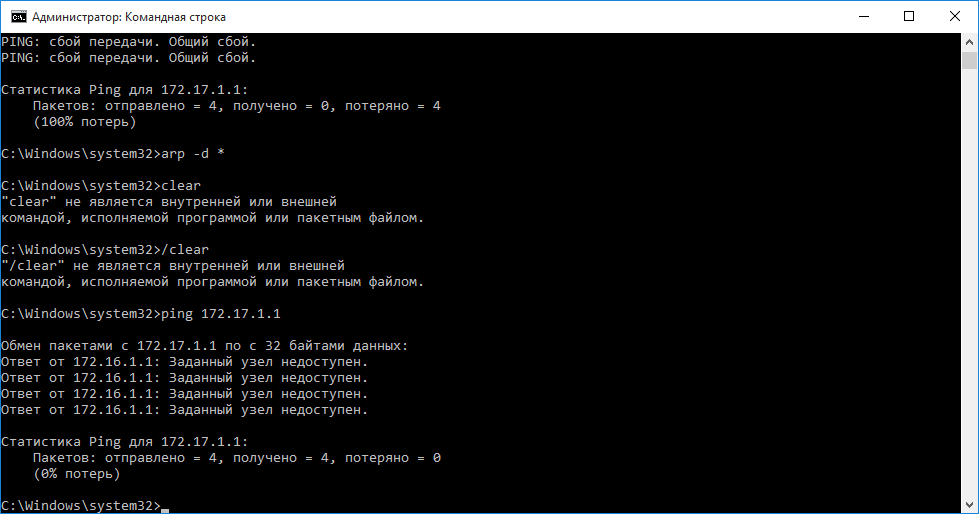 Администратор: Командная строка
PING: сбой передачи. Общий сбой.
PING: сбой передачи. Общий сбой.
Статистика Ping для 172.17.1.1:
Пакетов: отправлено = 4, получено = 0, потеряно = 4
(100% потерь)
C:\Windows\system32>arp -d *
C:\Windows\system32>clear
"clear" не является внутренней или внешней
командой, исполняемой программой или пакетным файлом.
C:\Windows\system32>/clear
"/clear" не является внутренней или внешней
командой, исполняемой программой или пакетным файлом.
C:\Windows\system32>ping 172.17.1.1
Обмен пакетами с 172.17.1.1 по с 32 байтами данных:
Ответ от 172.16.1.1: Заданный узел недоступен.
Ответ от 172.16.1.1: Заданный узел недоступен.
Ответ от 172.16.1.1: Заданный узел недоступен.
Ответ от 172.16.1.1: Заданный узел недоступен.
Статистика Ping для 172.17.1.1:
Пакетов: отправлено = 4, получено = 4, потеряно = 0
(0% потерь)
C:\Windows\system32>